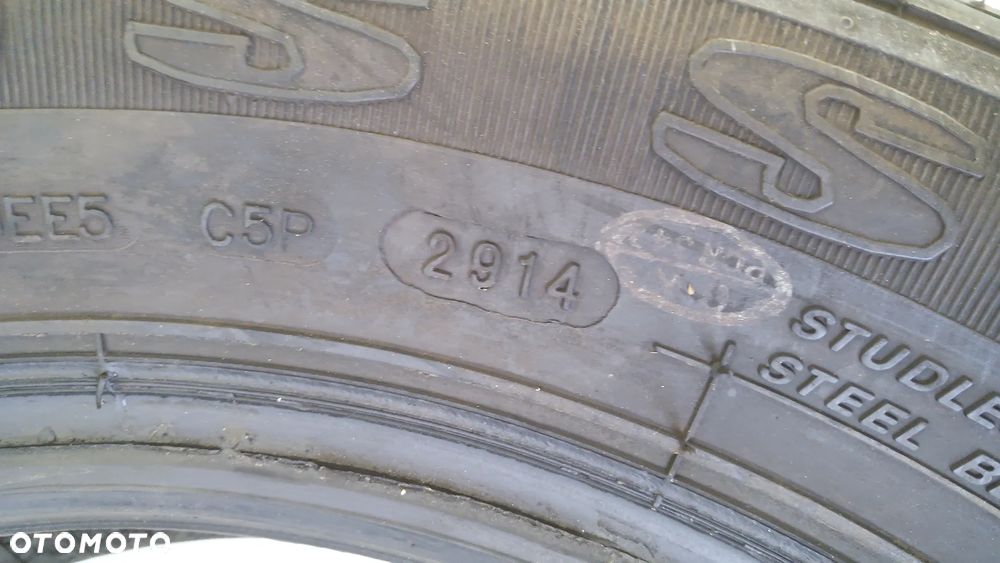 S S
EE5 C5P 2914
STUDLE
STEEL B
OTOMOTO